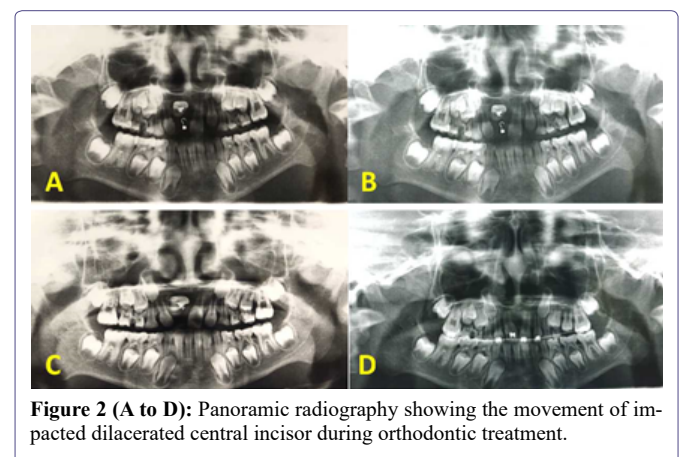 A
B
C
D
Figure 2 (A to D): Panoramic radiography showing the movement of im-
pacted dilacerated central incisor during orthodontic treatment.